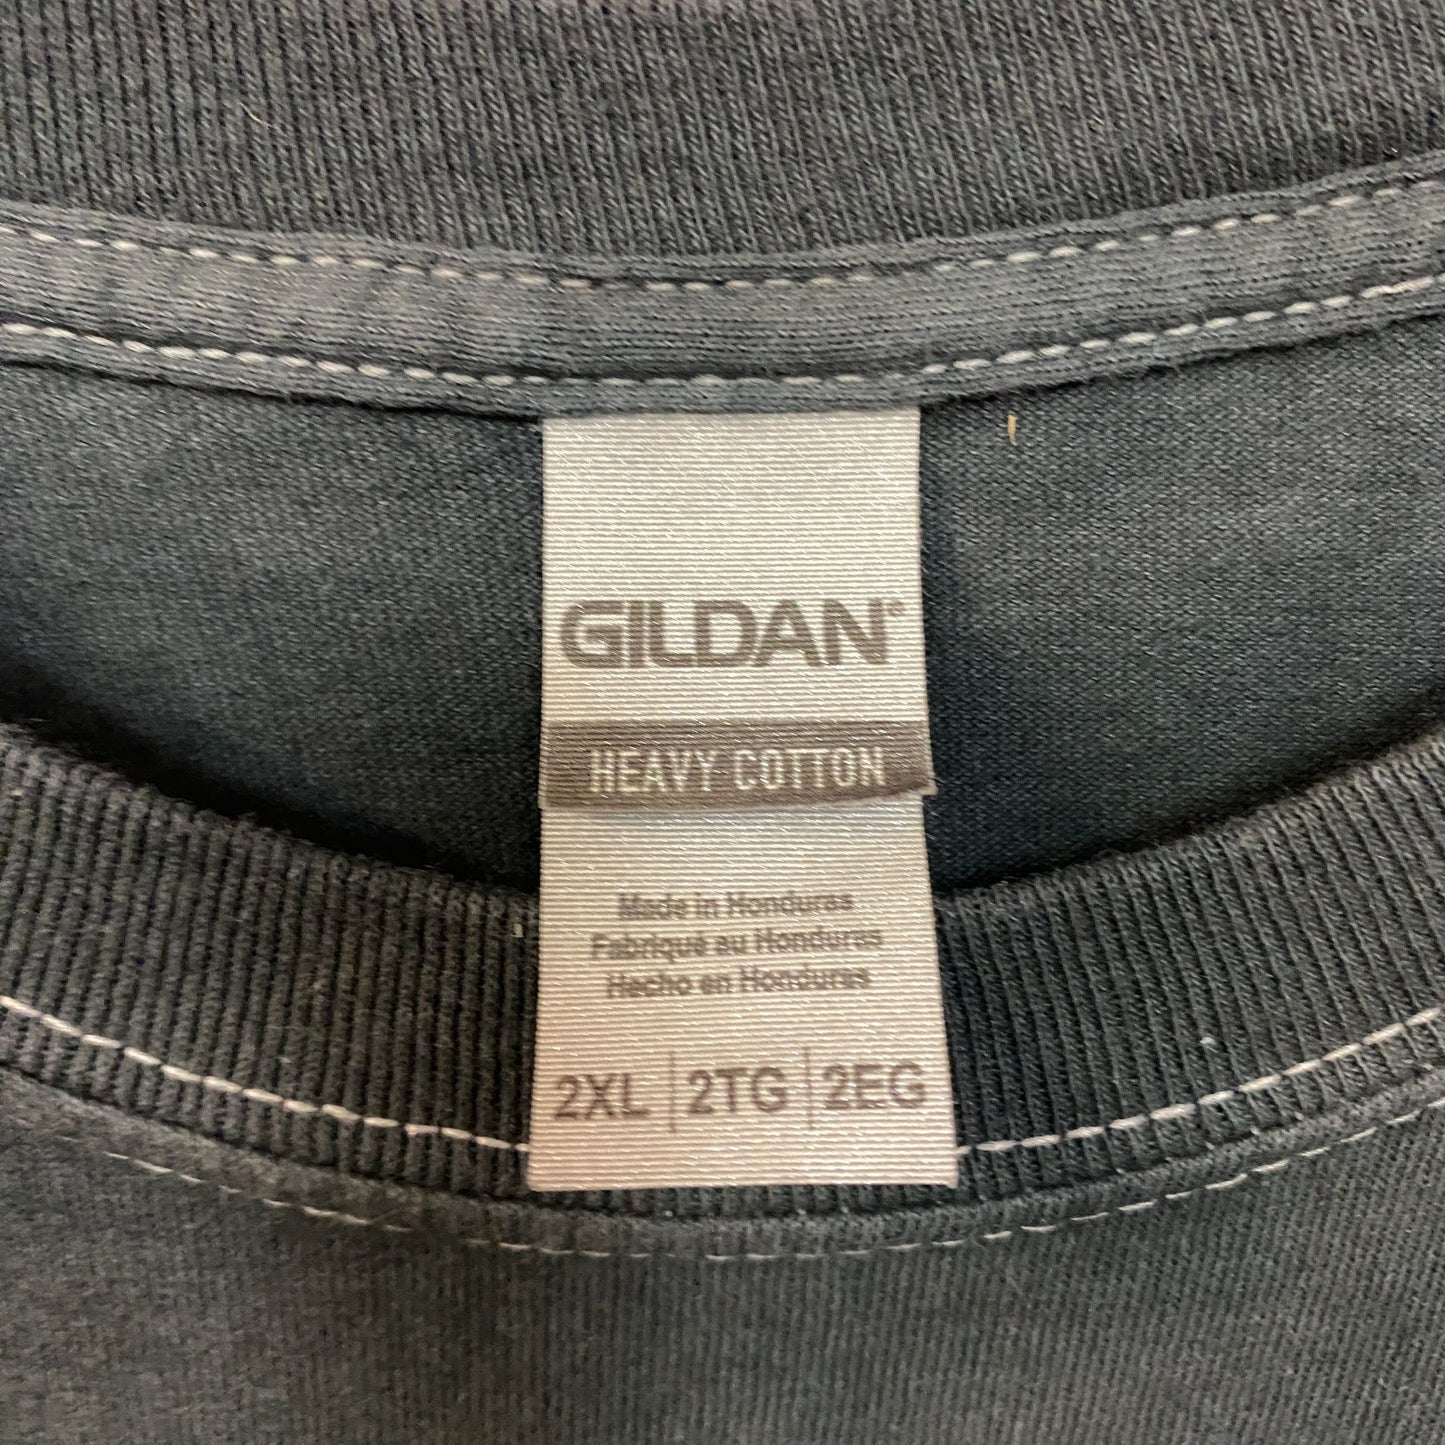 GILDAN®
HEAVY COTTON
Made in Honduras
Fabriqué au Honduras
Hecho en Honduras
2XL | 2TG | 2EG